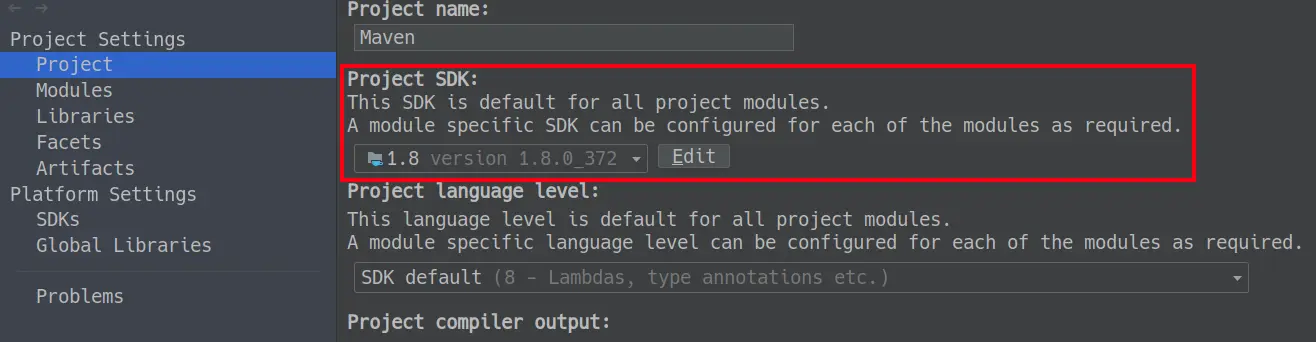 Project Settings
Project
Modules
Libraries
Facets
Artifacts
Platform Settings
SDKs
Global Libraries
Problems
Project name:
Maven
Project SDK:
This SDK is default for all project modules.
A module specific SDK can be configured for each of the modules as required.
1.8 version 1.8.0_372 Edit
Project language level:
This language level is default for all project modules.
A module specific language level can be configured for each of the modules as required.
SDK default (8 - Lambdas, type annotations etc.)
Project compiler output: